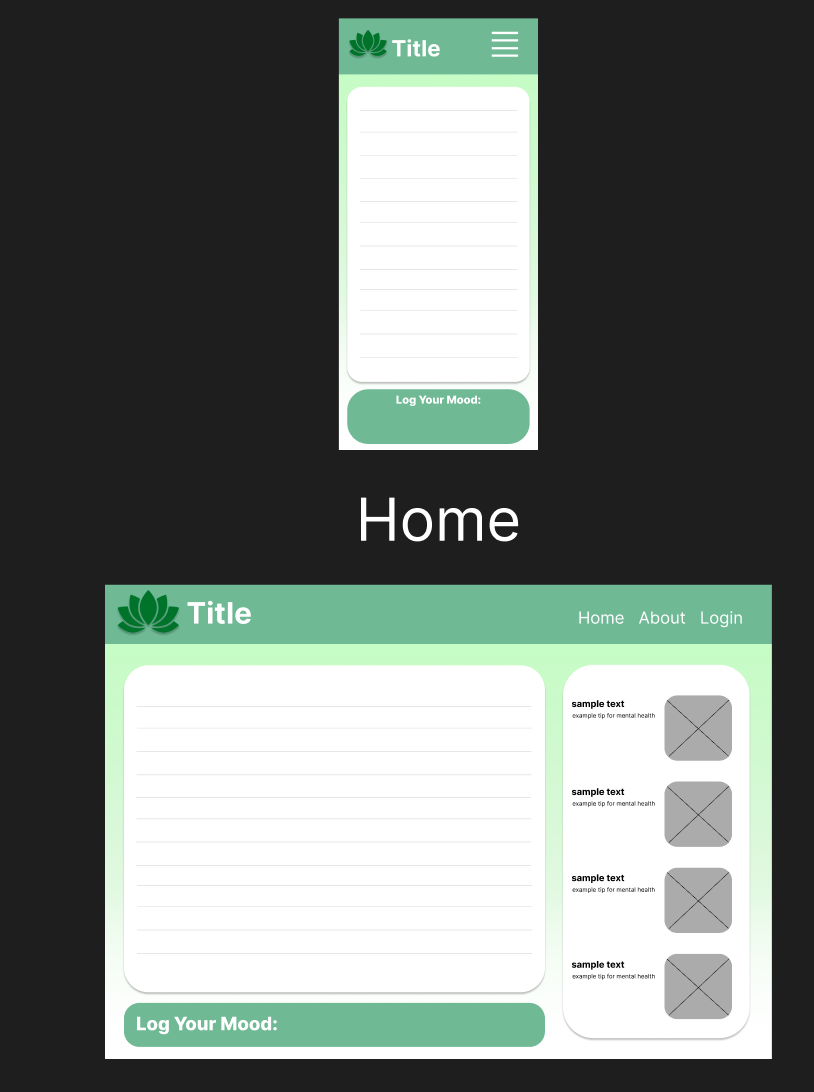 Title
Log Your Mood:
Home
Title
Home About Login
sample text
example tip for mental health
sample text
example tip for mental health
sample text
example tip for mental health
sample text
example tip for mental health
Log Your Mood: